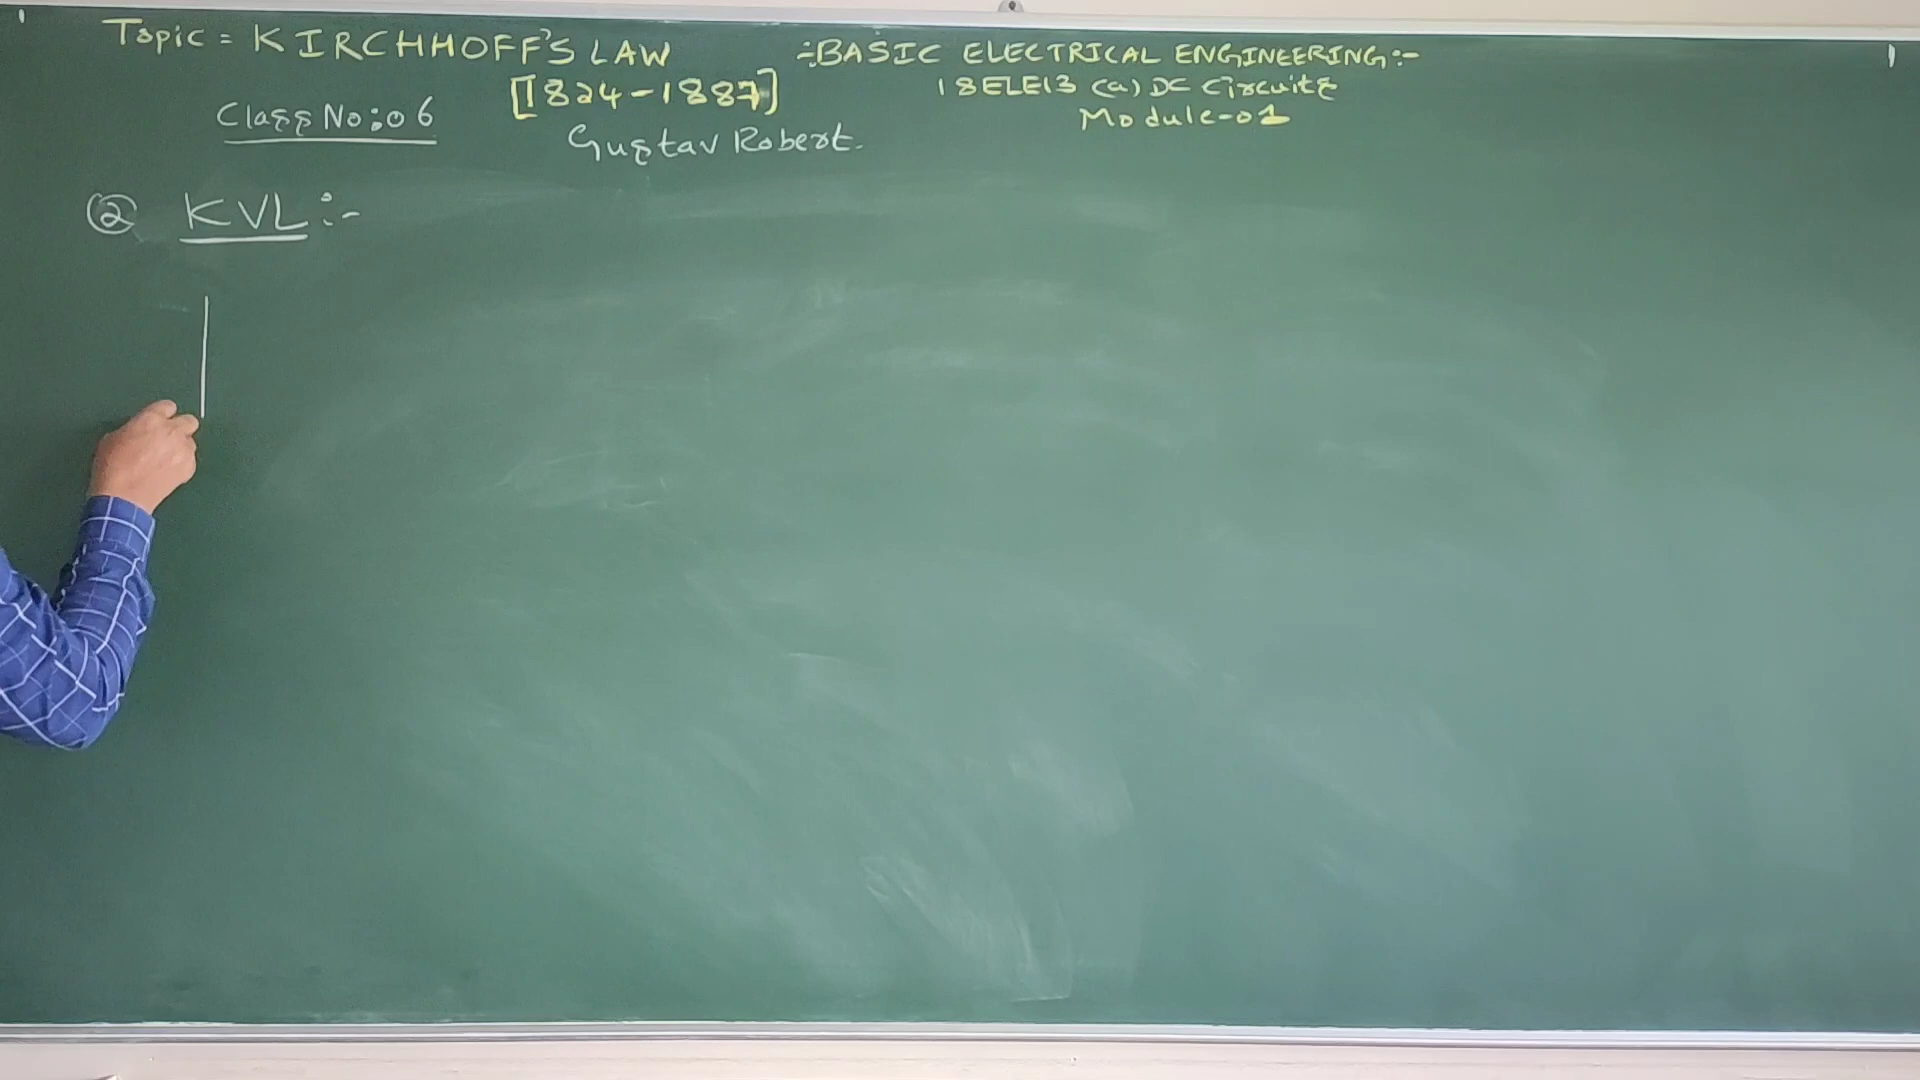 Topic = KIRCHHOFF'S LAW
[1824-1887]
Class No:06
Gustav Robert.
:-BASIC ELECTRICAL ENGINEERING:-
18ELE13 (a) DC Circuits
Module-01
② KVL:-